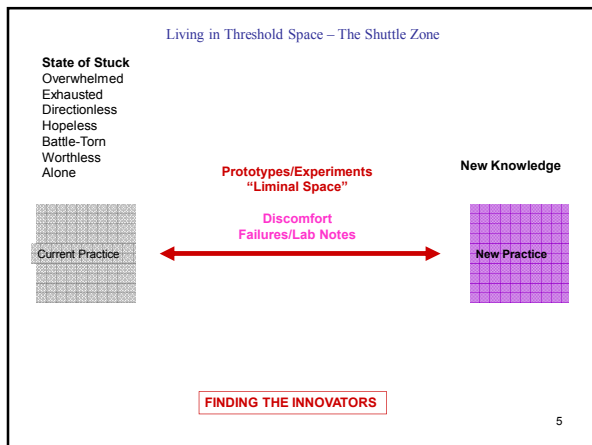 Living in Threshold Space – The Shuttle Zone
State of Stuck
Overwhelmed
Exhausted
Directionless
Hopeless
Battle-Torn
Worthless
Alone
Prototypes/Experiments
“Liminal Space”
New Knowledge
Discomfort
Failures/Lab Notes
Current Practice
New Practice
FINDING THE INNOVATORS
5